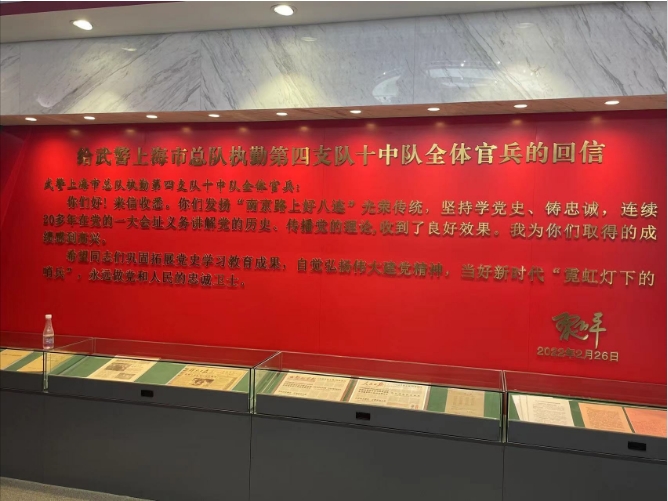 给武警上海市总队执勤第四支队十中队全体官兵的回信
武警上海市总队执勤第四支队十中队全体官兵：
你们好！来信收悉。你们发扬“南京路上好八连”光荣传统，坚持学党史、铸忠诚，连续
20多年在党的一大会址义务讲解党的历史、传播党的理论，收到了良好效果。我为你们取得的成
绩感到高兴。
希望同志们巩固拓展党史学习教育成果，自觉弘扬伟大建党精神，当好新时代“霓虹灯下的
哨兵”，永远做党和人民的忠诚卫士。
习近平
2022年2月26日